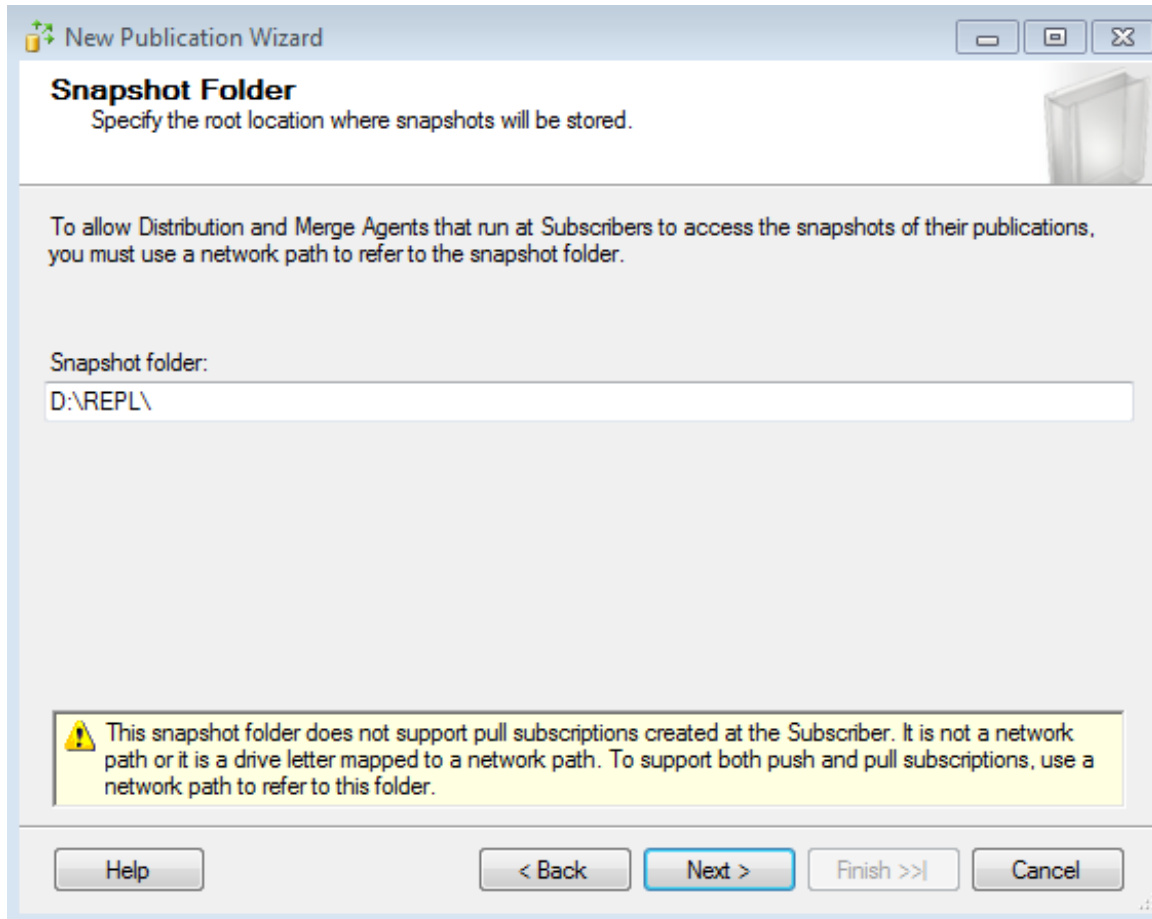 New Publication Wizard
Snapshot Folder
Specify the root location where snapshots will be stored.
To allow Distribution and Merge Agents that run at Subscribers to access the snapshots of their publications,
you must use a network path to refer to the snapshot folder.
Snapshot folder:
D:\REPL\
This snapshot folder does not support pull subscriptions created at the Subscriber. It is not a network
path or it is a drive letter mapped to a network path. To support both push and pull subscriptions, use a
network path to refer to this folder.
Help
< Back
Next >
Finish >>|
Cancel